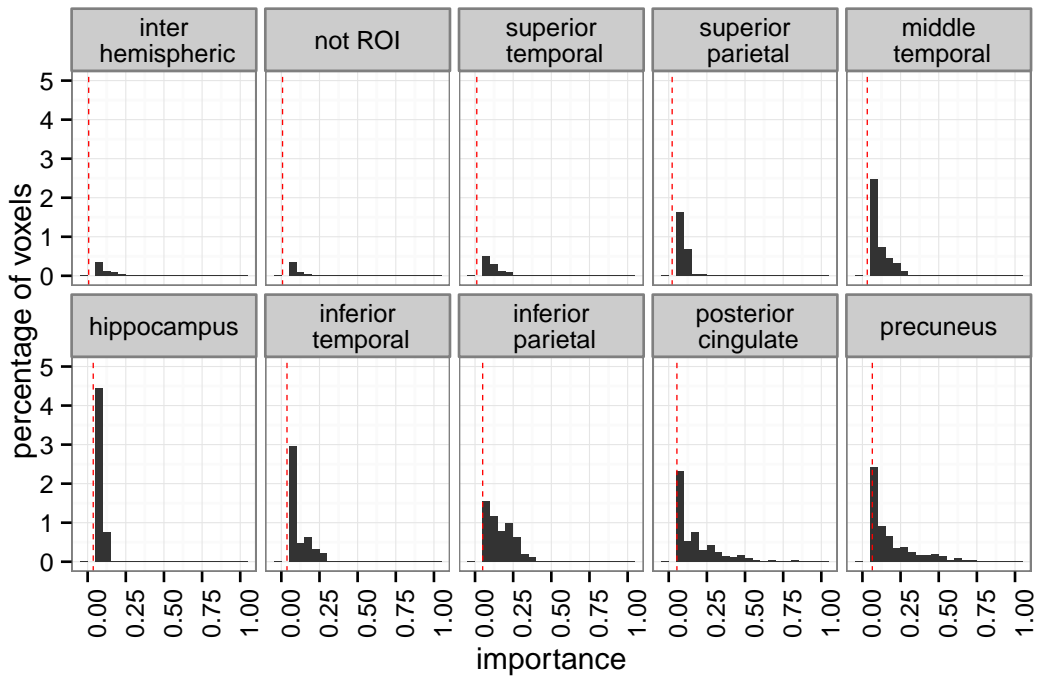 inter
hemispheric
not ROI
superior
temporal
superior
parietal
middle
temporal
5
4
3
2
1
0
percentage of voxels
hippocampus
inferior
temporal
inferior
parietal
posterior
cingulate
precuneus
5
4
3
2
1
0
0.00 0.25 0.50 0.75 1.00
0.00 0.25 0.50 0.75 1.00
0.00 0.25 0.50 0.75 1.00
0.00 0.25 0.50 0.75 1.00
0.00 0.25 0.50 0.75 1.00
importance